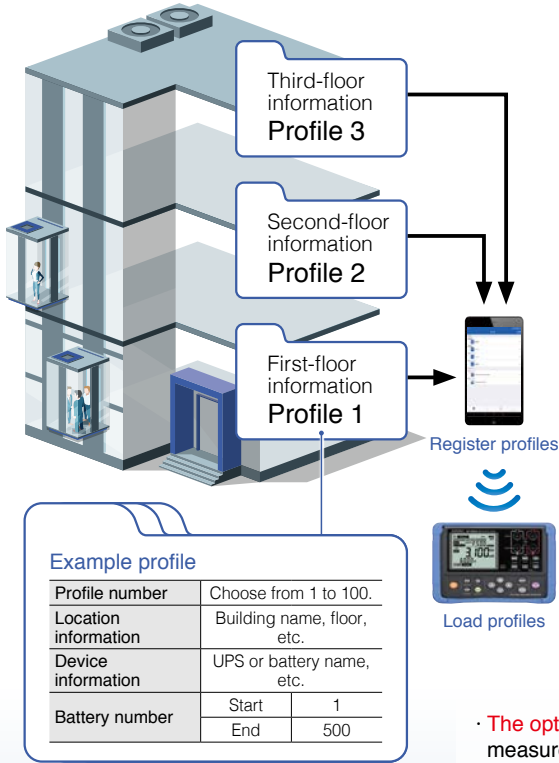 Third-floor
information
Profile 3
Second-floor
information
Profile 2
First-floor
information
Profile 1
Register profiles
Load profiles
Example profile
Profile number Choose from 1 to 100.
Location
information
Building name, floor,
etc.
Device
information
UPS or battery name,
etc.
Battery number
Start 1
End 500
· The opt
measur